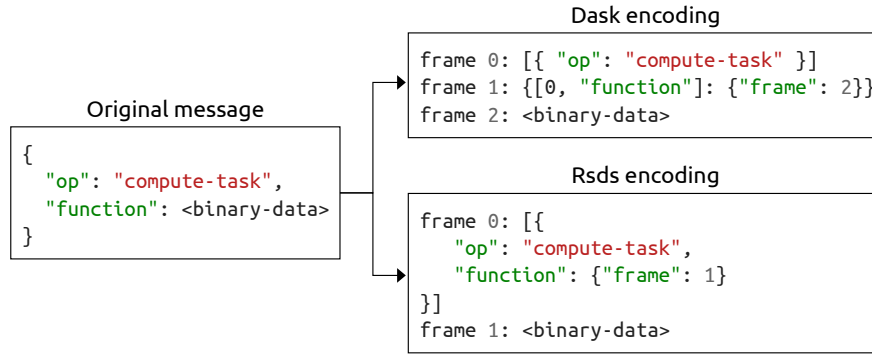 Original message
{
  "op": "compute-task",
  "function": <binary-data>
}
Dask encoding
frame 0: [{ "op": "compute-task" }]
frame 1: {[0, "function"]: {"frame": 2}}
frame 2: <binary-data>
Rsds encoding
frame 0: [{
   "op": "compute-task",
   "function": {"frame": 1}
}]
frame 1: <binary-data>